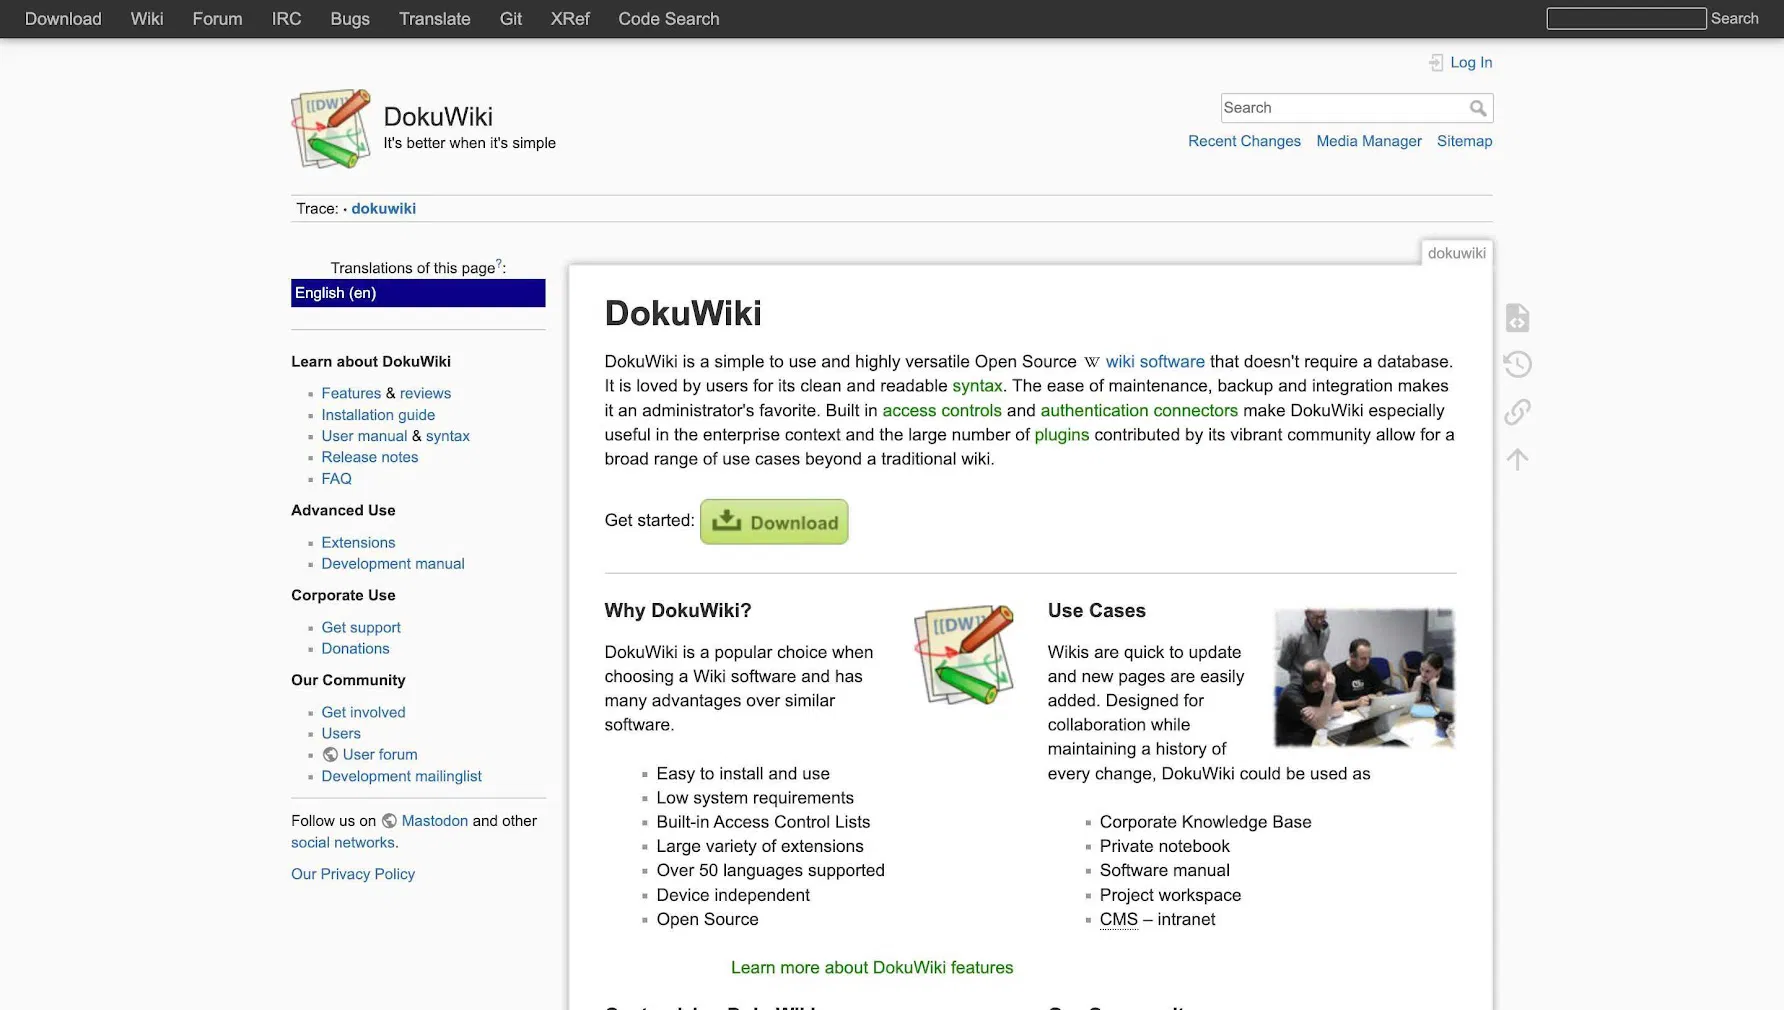 Download Wiki Forum IRC Bugs Translate Git XRef Code Search Search
Log In
[[DW]]
DokuWiki
It's better when it's simple
Search
Recent Changes Media Manager Sitemap
Trace: • dokuwiki
dokuwiki
Translations of this page?:
English (en)
Learn about DokuWiki
Features & reviews
Installation guide
User manual & syntax
Release notes
FAQ
Advanced Use
Extensions
Development manual
Corporate Use
Get support
Donations
Our Community
Get involved
Users
User forum
Development mailinglist
Follow us on Mastodon and other
social networks.
Our Privacy Policy
DokuWiki
DokuWiki is a simple to use and highly versatile Open Source W wiki software that doesn't require a database.
It is loved by users for its clean and readable syntax. The ease of maintenance, backup and integration makes
it an administrator's favorite. Built in access controls and authentication connectors make DokuWiki especially
useful in the enterprise context and the large number of plugins contributed by its vibrant community allow for a
broad range of use cases beyond a traditional wiki.
Get started: Download
Why DokuWiki?
[[DW]]
DokuWiki is a popular choice when
choosing a Wiki software and has
many advantages over similar
software.
Easy to install and use
Low system requirements
Built-in Access Control Lists
Large variety of extensions
Over 50 languages supported
Device independent
Open Source
Use Cases
Wikis are quick to update
and new pages are easily
added. Designed for
collaboration while
maintaining a history of
every change, DokuWiki could be used as
Corporate Knowledge Base
Private notebook
Software manual
Project workspace
CMS – intranet
Learn more about DokuWiki features